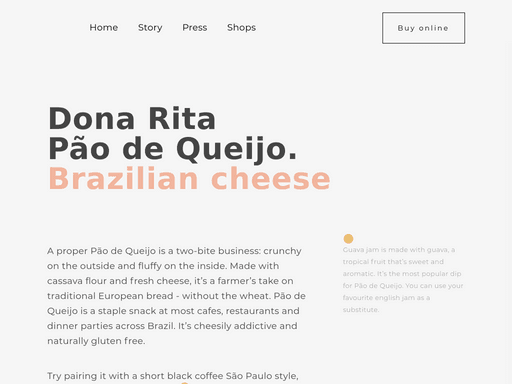 Home Story Press Shops Buy online
Dona Rita
Pão de Queijo.
Brazilian cheese
A proper Pão de Queijo is a two-bite business: crunchy
on the outside and fluffy on the inside. Made with
cassava flour and fresh cheese, it’s a farmer’s take on
traditional European bread - without the wheat. Pão de
Queijo is a staple snack at most cafes, restaurants and
dinner parties across Brazil. It’s cheesily addictive and
naturally gluten free.
Try pairing it with a short black coffee São Paulo style,
Guava jam is made with guava, a
tropical fruit that’s sweet and
aromatic. It’s the most popular dip
for Pão de Queijo. You can use your
favourite english jam as a
substitute.